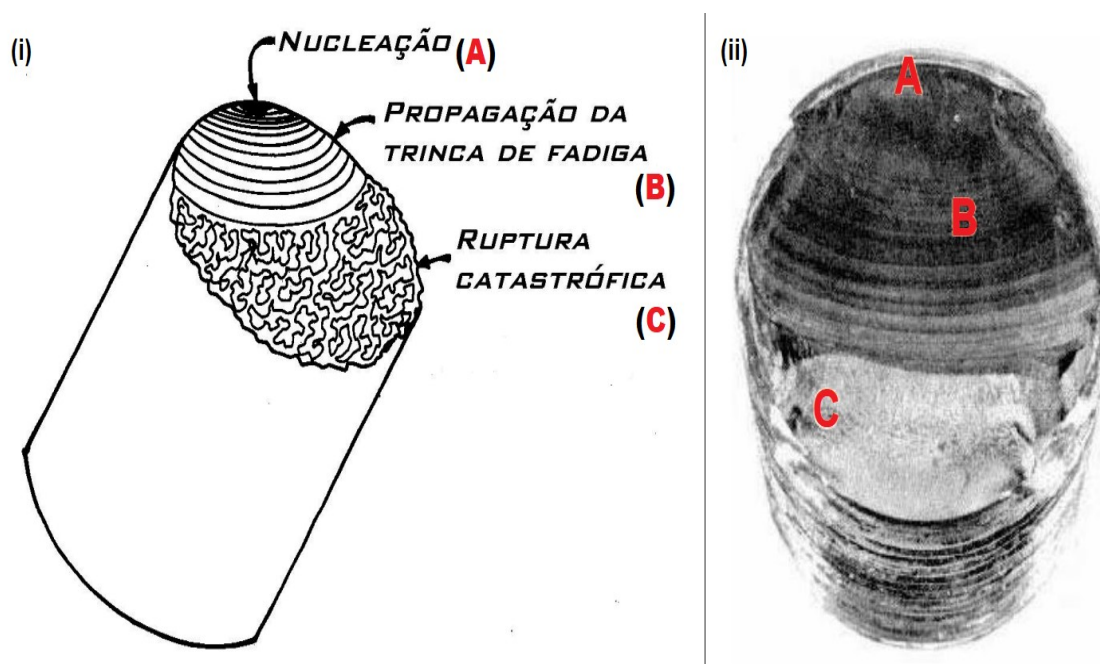 (i)
NUCLEAÇÃO (A)
PROPAGAÇÃO DA
TRINCA DE FADIGA
(B)
RUPTURA
CATASTRÓFICA
(C)
(ii)
A
B
C